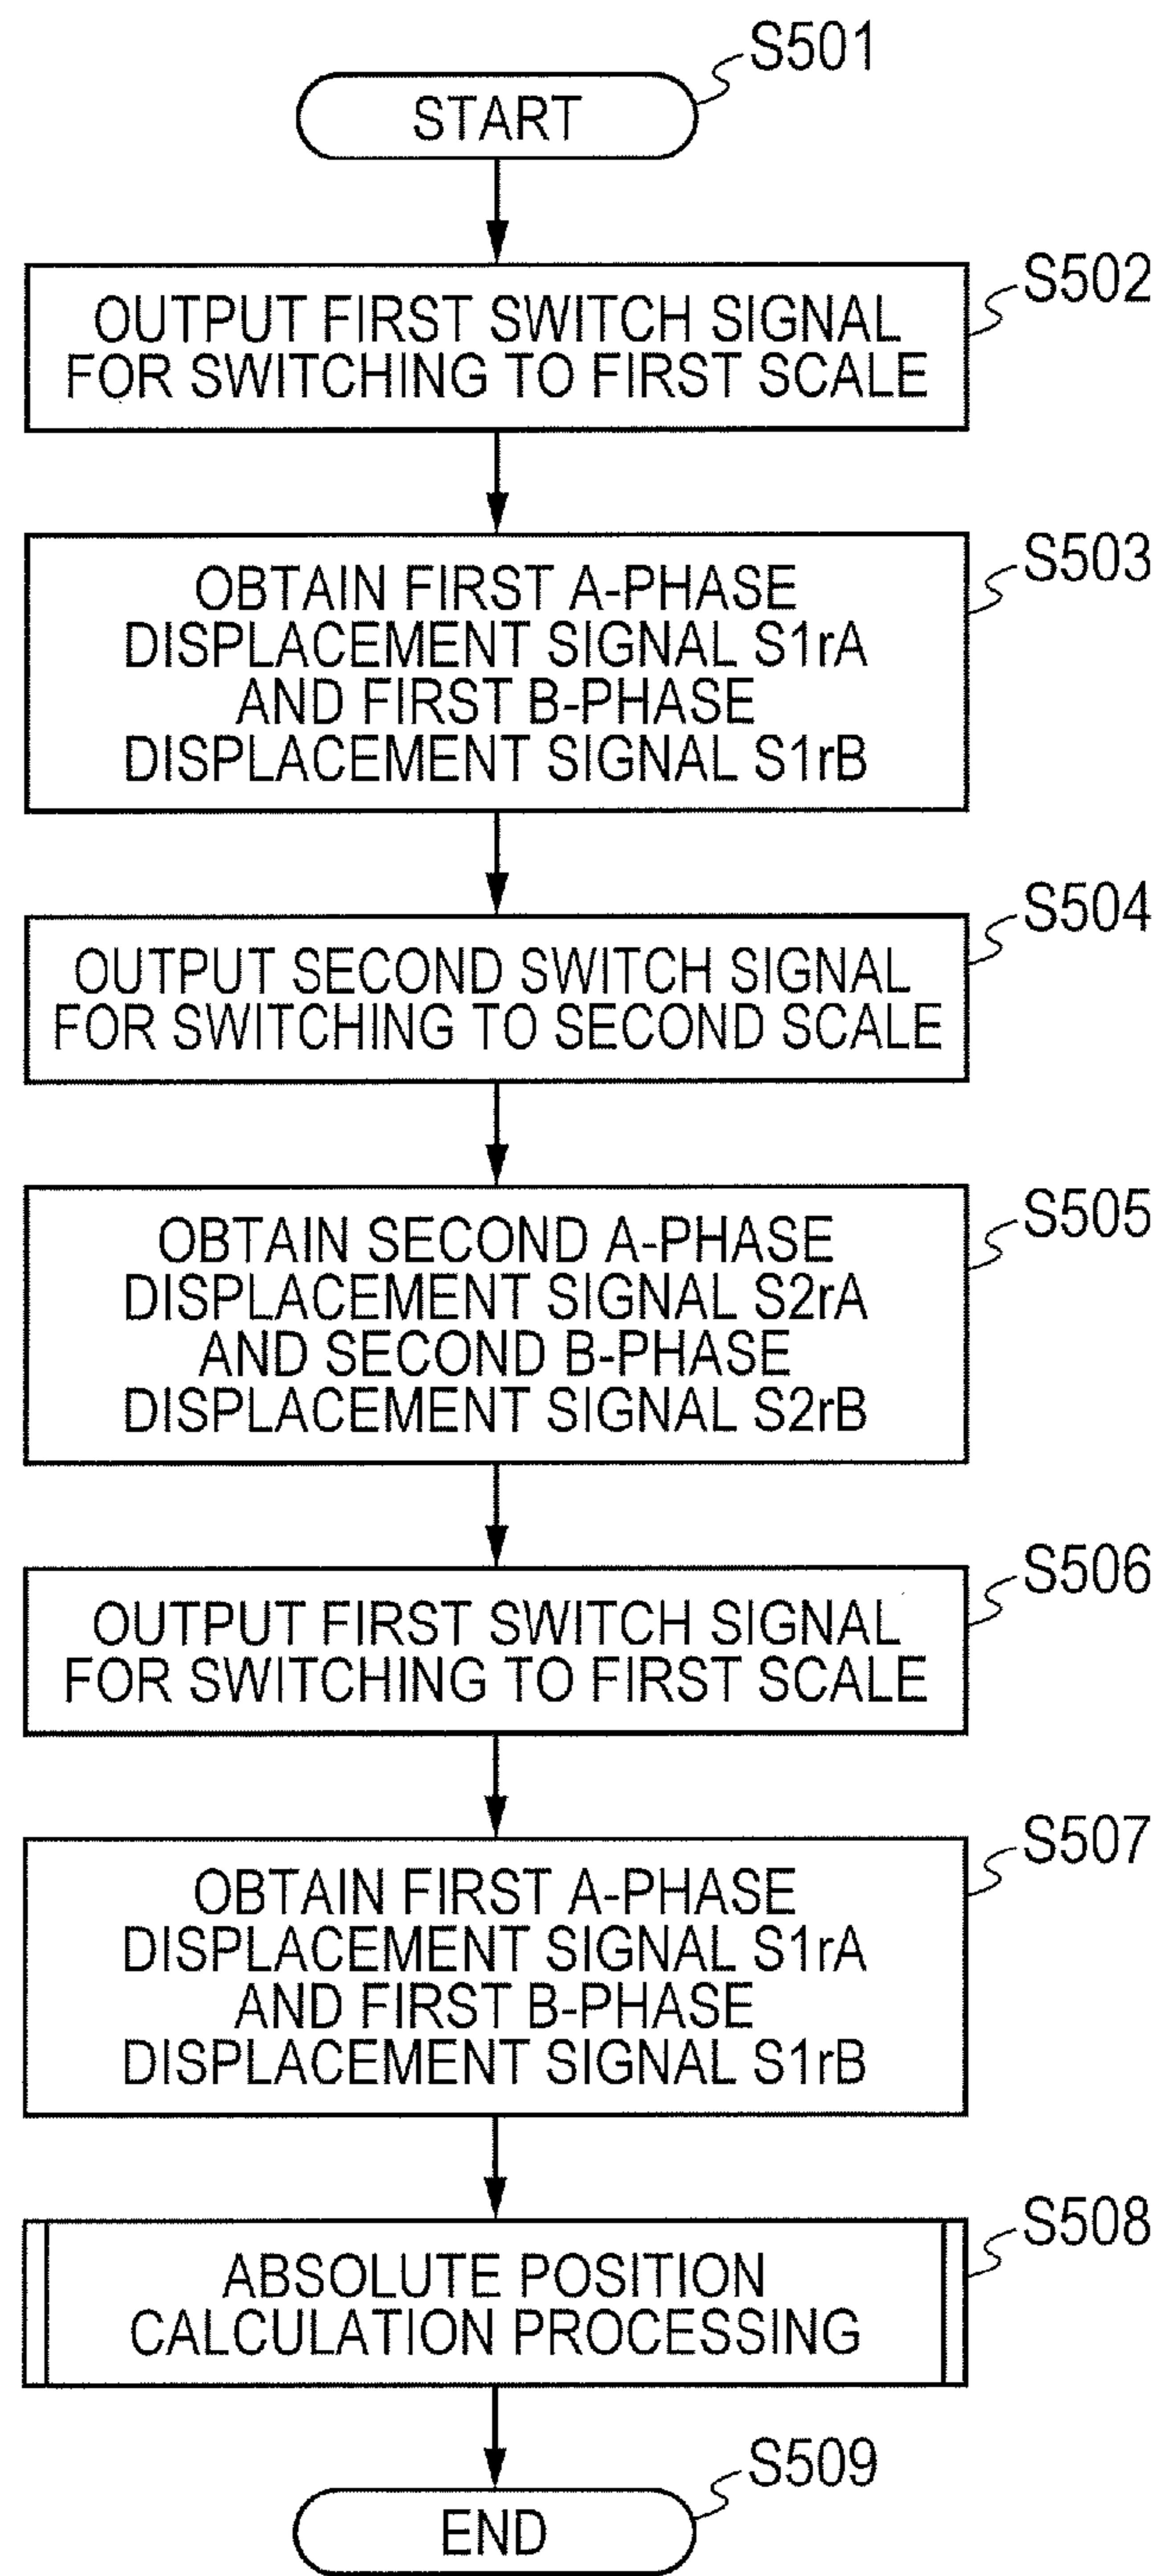 S501
START
S502
OUTPUT FIRST SWITCH SIGNAL
FOR SWITCHING TO FIRST SCALE
S503
OBTAIN FIRST A-PHASE
DISPLACEMENT SIGNAL S1rA
AND FIRST B-PHASE
DISPLACEMENT SIGNAL S1rB
S504
OUTPUT SECOND SWITCH SIGNAL
FOR SWITCHING TO SECOND SCALE
S505
OBTAIN SECOND A-PHASE
DISPLACEMENT SIGNAL S2rA
AND SECOND B-PHASE
DISPLACEMENT SIGNAL S2rB
S506
OUTPUT FIRST SWITCH SIGNAL
FOR SWITCHING TO FIRST SCALE
S507
OBTAIN FIRST A-PHASE
DISPLACEMENT SIGNAL S1rA
AND FIRST B-PHASE
DISPLACEMENT SIGNAL S1rB
S508
ABSOLUTE POSITION
CALCULATION PROCESSING
S509
END